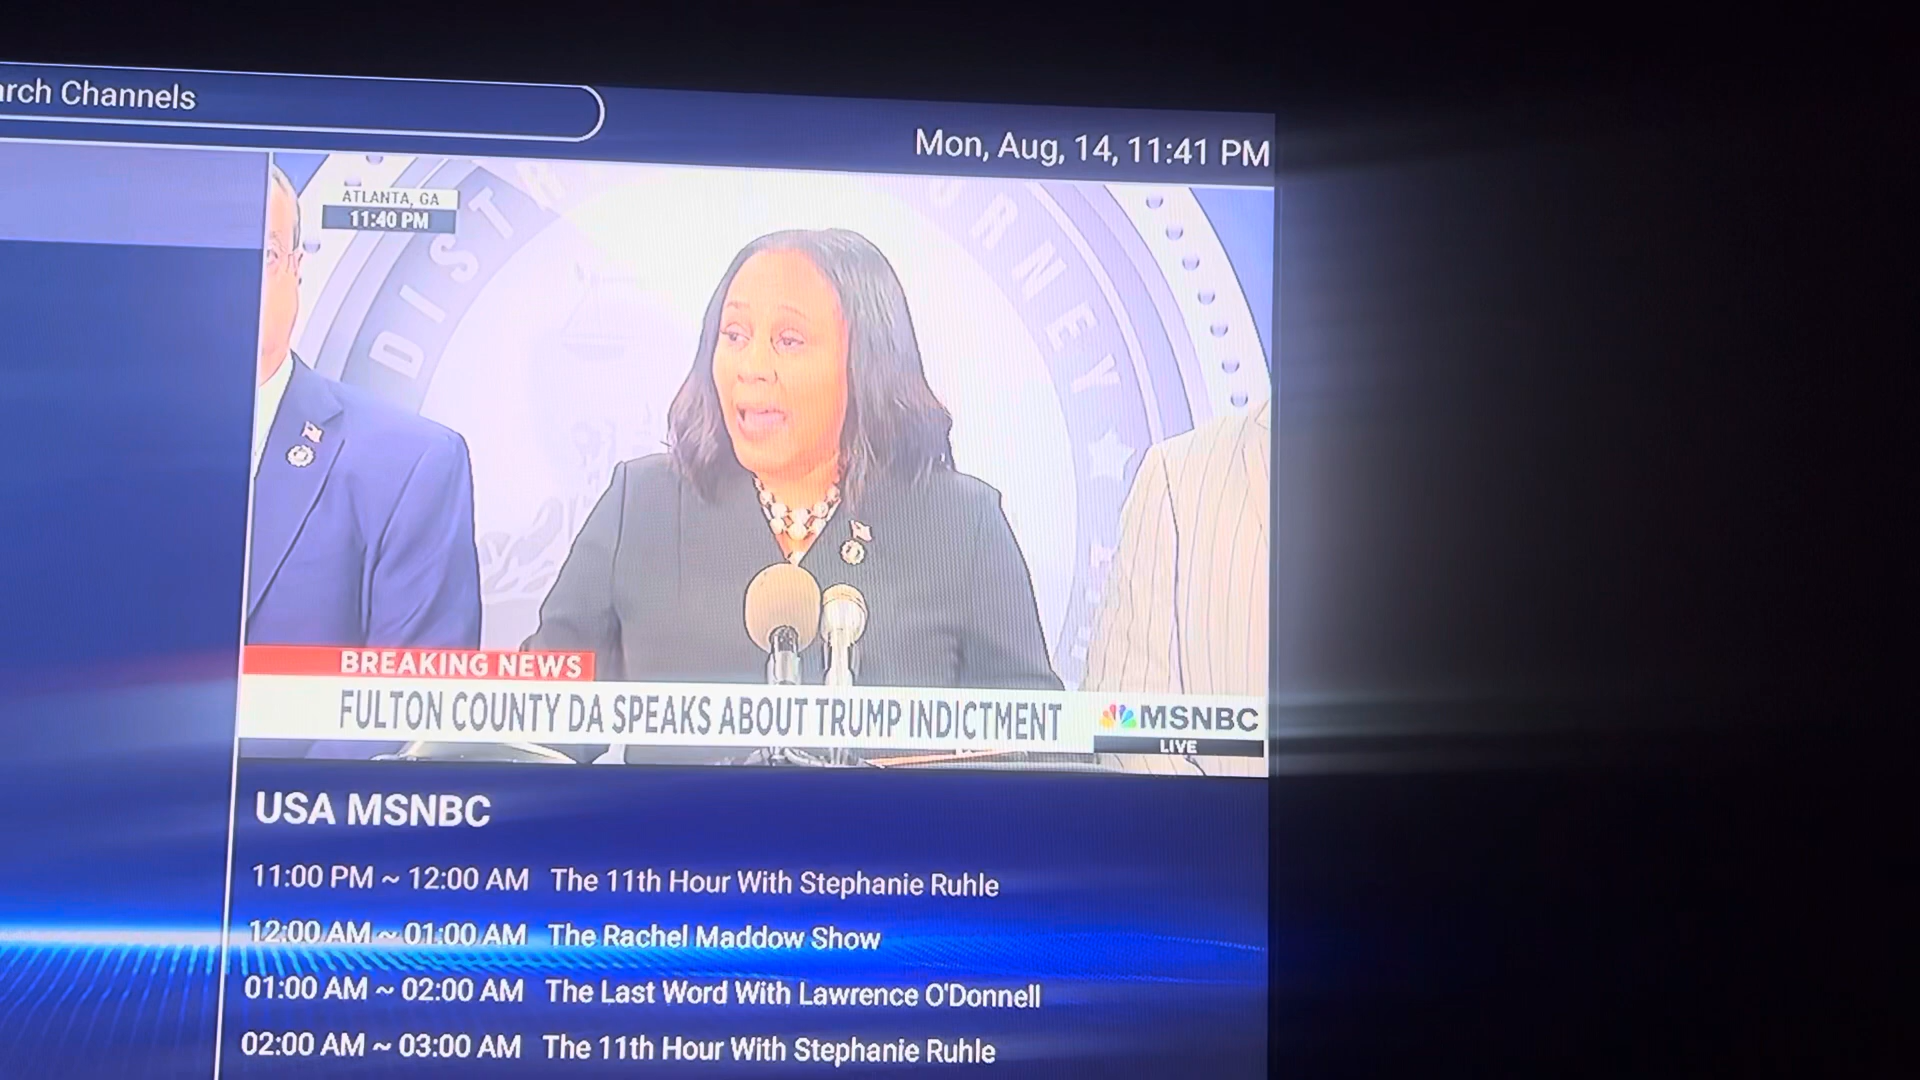 rch Channels
Mon, Aug, 14, 11:41 PM
ATLANTA, GA
11:40 PM
DISTR
ORNEY
BREAKING NEWS
FULTON COUNTY DA SPEAKS ABOUT TRUMP INDICTMENT
MSNBC
LIVE
USA MSNBC
11:00 PM ~ 12:00 AM The 11th Hour With Stephanie Ruhle
12:00 AM ~ 01:00 AM The Rachel Maddow Show
01:00 AM ~ 02:00 AM The Last Word With Lawrence O'Donnell
02:00 AM ~ 03:00 AM The 11th Hour With Stephanie Ruhle